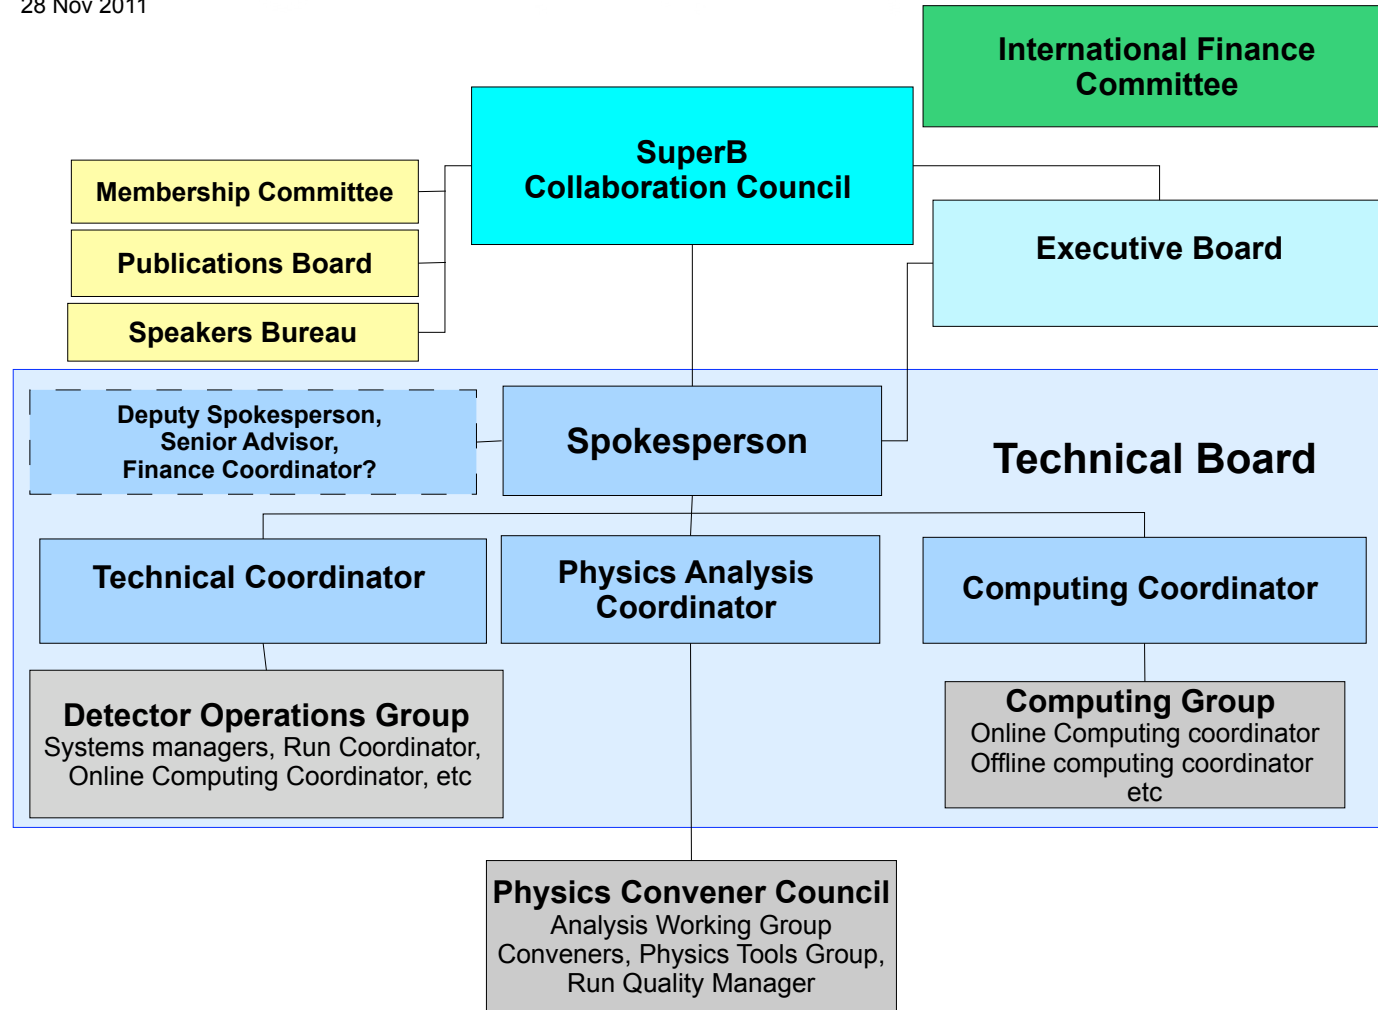 28 Nov 2011
International Finance
Committee
SuperB
Collaboration Council
Membership Committee
Publications Board
Speakers Bureau
Executive Board
Deputy Spokesperson,
Senior Advisor,
Finance Coordinator?
Spokesperson
Technical Board
Technical Coordinator
Physics Analysis
Coordinator
Computing Coordinator
Detector Operations Group
Systems managers, Run Coordinator,
Online Computing Coordinator, etc
Computing Group
Online Computing coordinator
Offline computing coordinator
etc
Physics Convener Council
Analysis Working Group
Conveners, Physics Tools Group,
Run Quality Manager